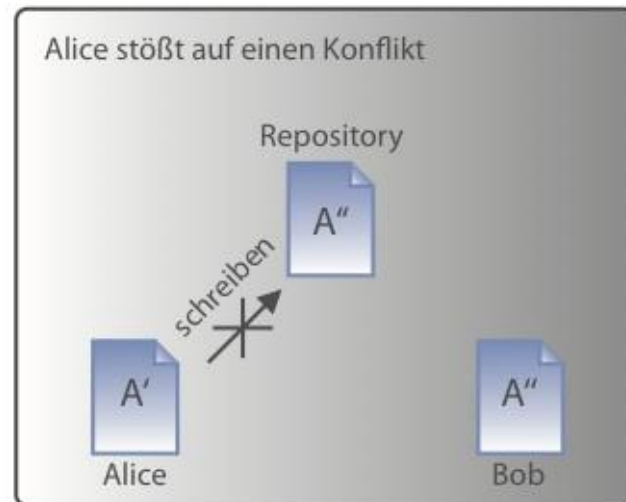 Alice stößt auf einen Konflikt
Repository
A“
schreiben
A‘
A“
Alice
Bob